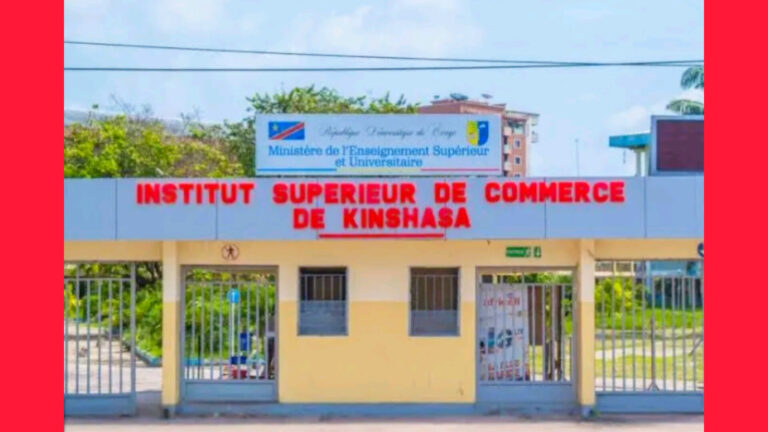 République Démocratique du Congo
Ministère de l'Enseignement Supérieur
et Universitaire
INSTITUT SUPERIEUR DE COMMERCE
DE KINSHASA